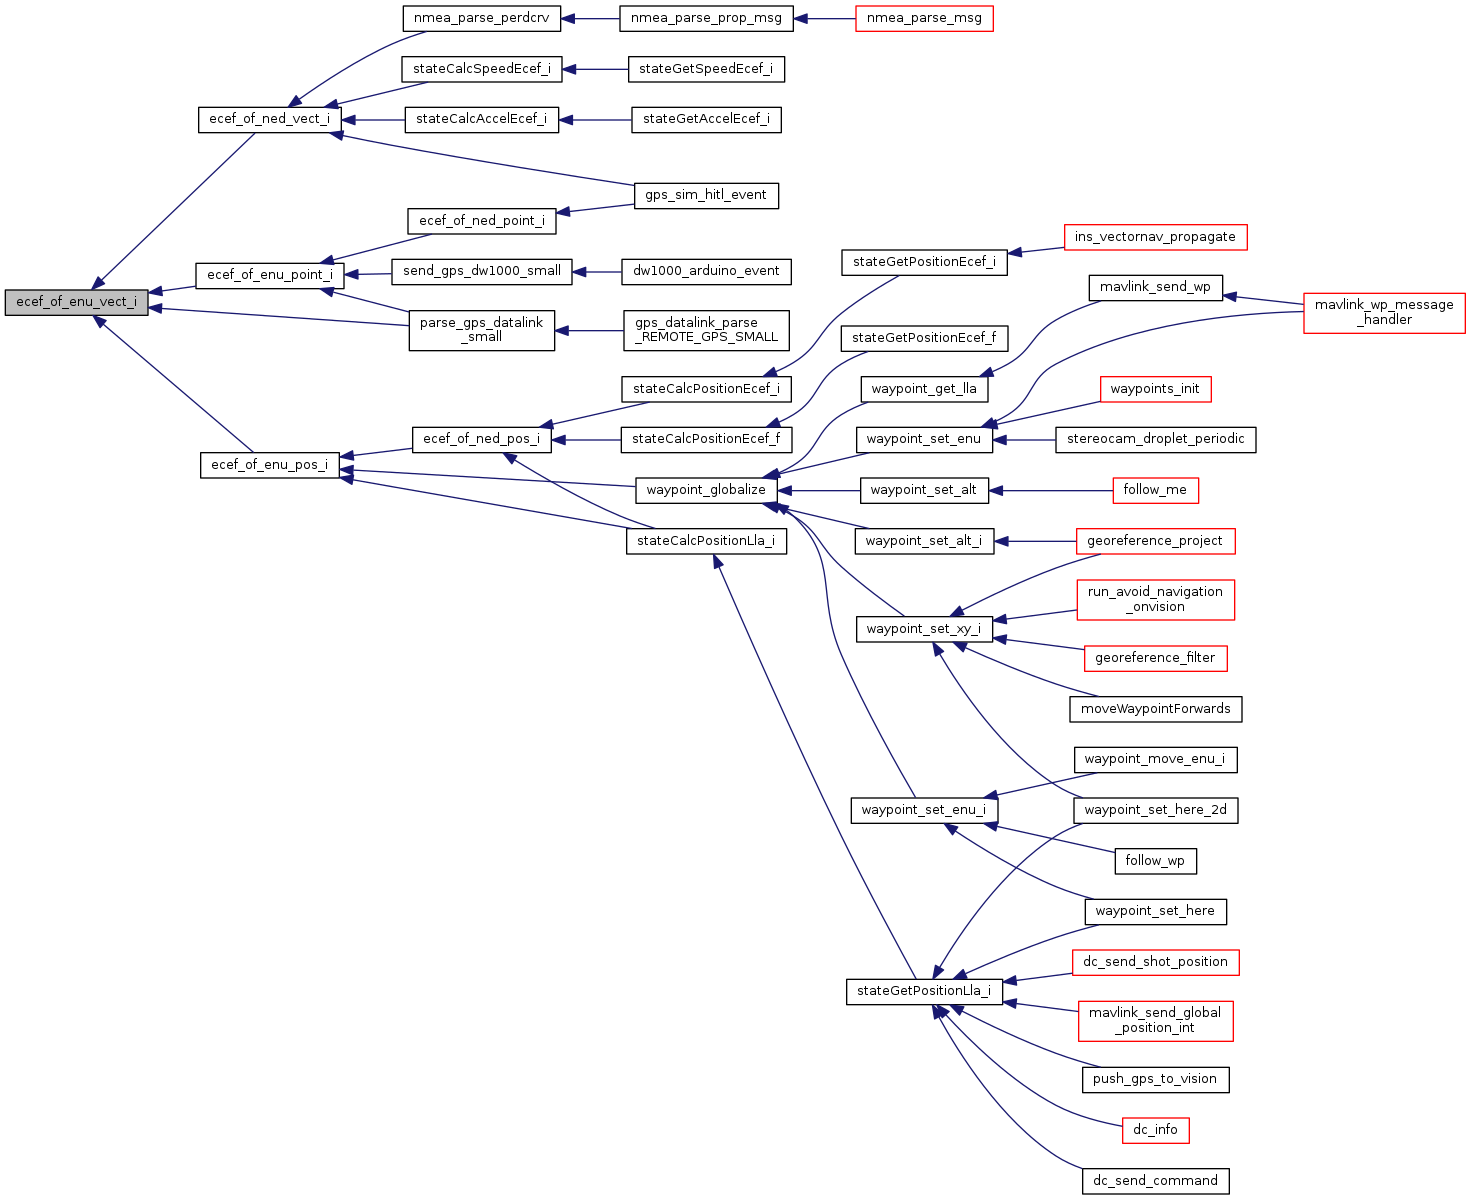 nmea_parse_perdcrv
nmea_parse_prop_msg
nmea_parse_msg
stateCalcSpeedEcef_i
stateGetSpeedEcef_i
ecef_of_ned_vect_i
stateCalcAccelEcef_i
stateGetAccelEcef_i
gps_sim_hitl_event
ecef_of_ned_point_i
ins_vectornav_propagate
stateGetPositionEcef_i
ecef_of_enu_point_i
send_gps_dw1000_small
dw1000_arduino_event
mavlink_send_wp
ecef_of_enu_vect_i
mavlink_wp_message
_handler
parse_gps_datalink
_small
gps_datalink_parse
_REMOTE_GPS_SMALL
stateGetPositionEcef_f
stateCalcPositionEcef_i
waypoint_get_lla
waypoints_init
ecef_of_ned_pos_i
stateCalcPositionEcef_f
waypoint_set_enu
stereocam_droplet_periodic
ecef_of_enu_pos_i
waypoint_globalize
waypoint_set_alt
follow_me
stateCalcPositionLla_i
waypoint_set_alt_i
georeference_project
run_avoid_navigation
_onvision
waypoint_set_xy_i
georeference_filter
moveWaypointForwards
waypoint_move_enu_i
waypoint_set_enu_i
waypoint_set_here_2d
follow_wp
waypoint_set_here
dc_send_shot_position
stateGetPositionLla_i
mavlink_send_global
_position_int
push_gps_to_vision
dc_info
dc_send_command